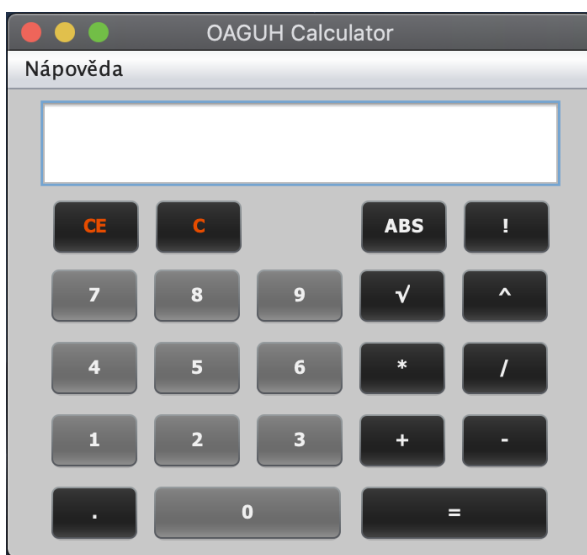 OAGUH Calculator
Nápověda
CE C ABS !
7 8 9 √ ^
4 5 6 * /
1 2 3 + -
. 0 =